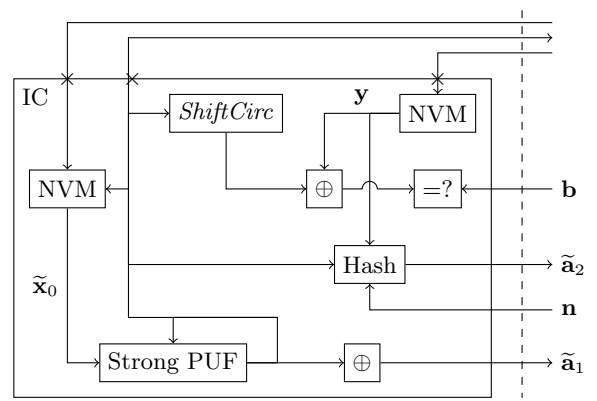 IC
ShiftCirc
y
NVM
NVM
⊕
=?
b
Hash
ã₂
x̃₀
n
Strong PUF
⊕
ã₁